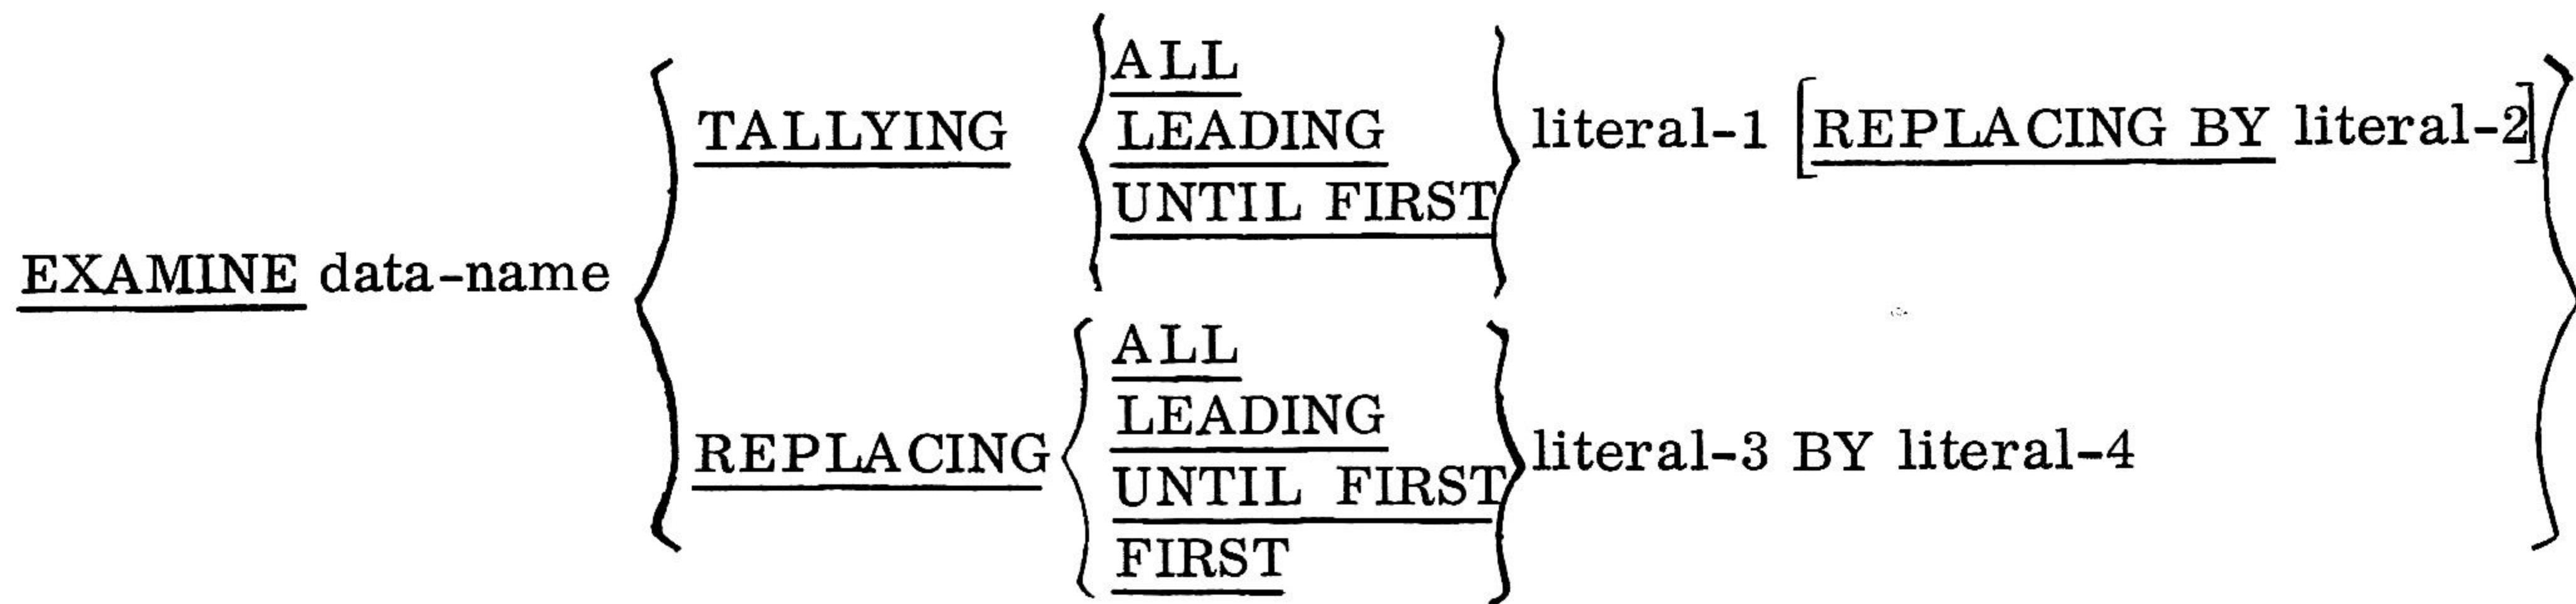 ALL
TALLYING LEADING literal-1 [REPLACING BY literal-2]
UNTIL FIRST
EXAMINE data-name
ALL
LEADING
REPLACING literal-3 BY literal-4
UNTIL FIRST
FIRST